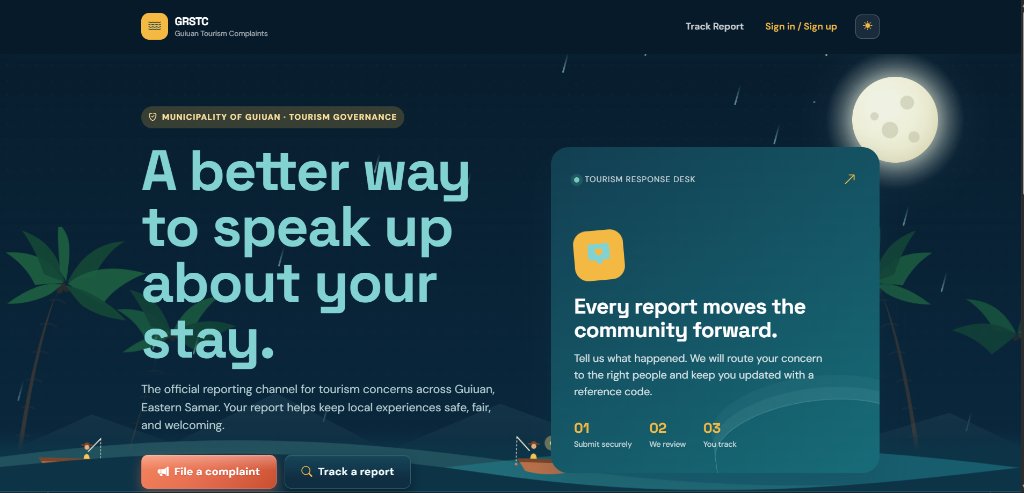 GRSTC
Guiuan Tourism Complaints
Track Report
Sign in / Sign up
MUNICIPALITY OF GUIUAN · TOURISM GOVERNANCE
A better way
to speak up
about your
stay.
The official reporting channel for tourism concerns across Guiuan,
Eastern Samar. Your report helps keep local experiences safe, fair,
and welcoming.
File a complaint
Track a report
TOURISM RESPONSE DESK
Every report moves the
community forward.
Tell us what happened. We will route your concern
to the right people and keep you updated with a
reference code.
01
Submit securely
02
We review
03
You track